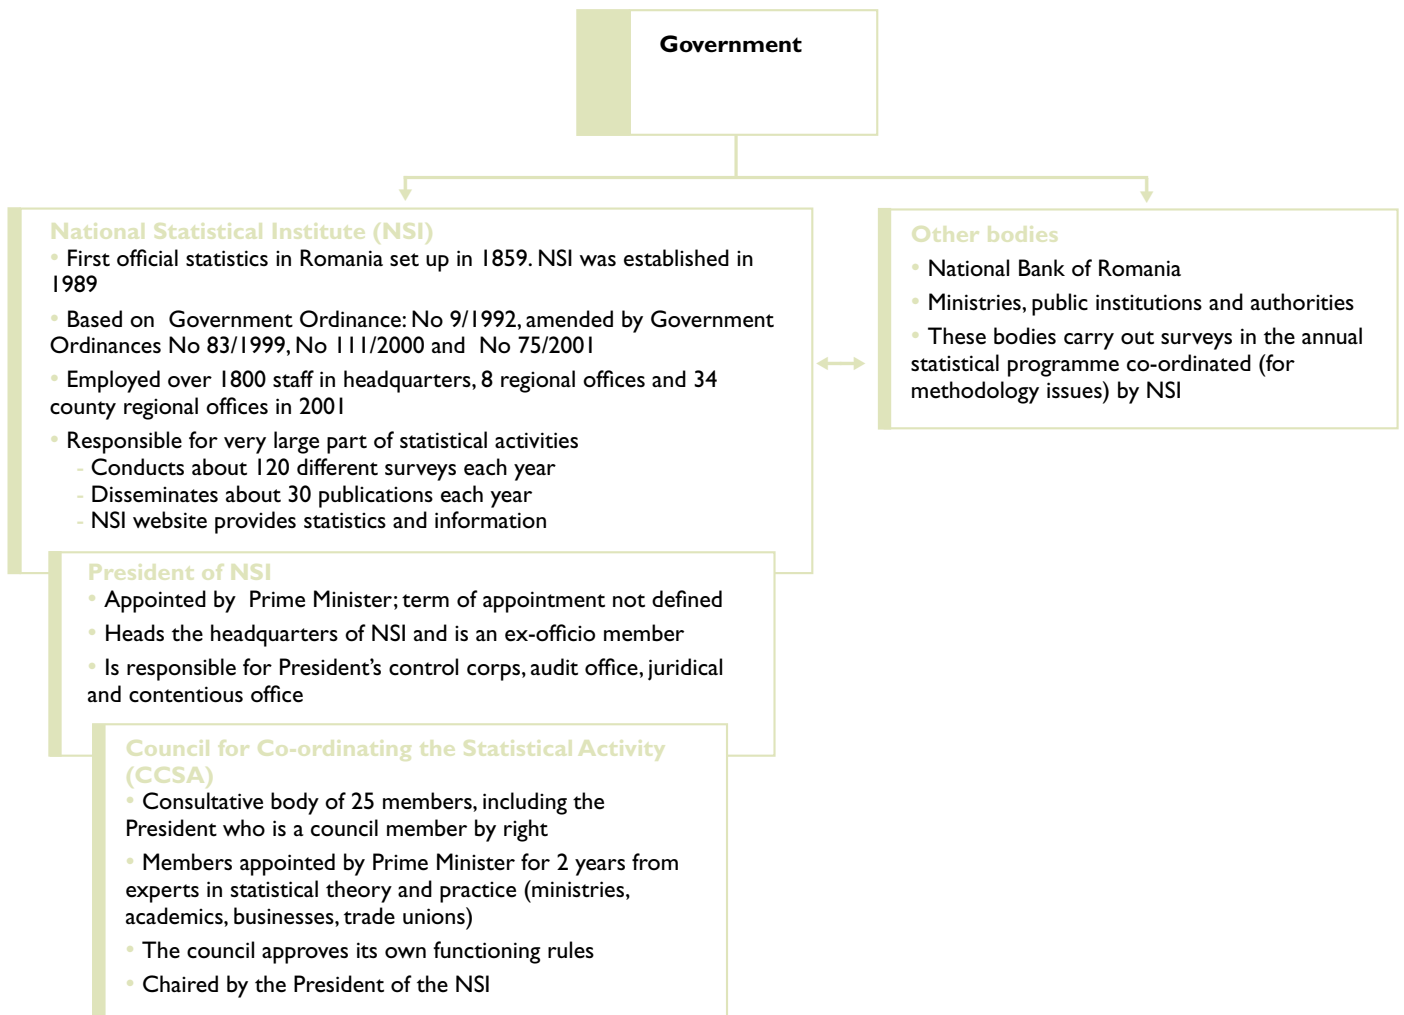 Government
National Statistical Institute (NSI)
• First official statistics in Romania set up in 1859. NSI was established in
1989
• Based on Government Ordinance: No 9/1992, amended by Government
Ordinances No 83/1999, No 111/2000 and No 75/2001
• Employed over 1800 staff in headquarters, 8 regional offices and 34
county regional offices in 2001
• Responsible for very large part of statistical activities
- Conducts about 120 different surveys each year
- Disseminates about 30 publications each year
- NSI website provides statistics and information
Other bodies
• National Bank of Romania
• Ministries, public institutions and authorities
• These bodies carry out surveys in the annual
statistical programme co-ordinated (for
methodology issues) by NSI
President of NSI
• Appointed by Prime Minister; term of appointment not defined
• Heads the headquarters of NSI and is an ex-officio member
• Is responsible for President’s control corps, audit office, juridical
and contentious office
Council for Co-ordinating the Statistical Activity
(CCSA)
• Consultative body of 25 members, including the
President who is a council member by right
• Members appointed by Prime Minister for 2 years from
experts in statistical theory and practice (ministries,
academics, businesses, trade unions)
• The council approves its own functioning rules
• Chaired by the President of the NSI